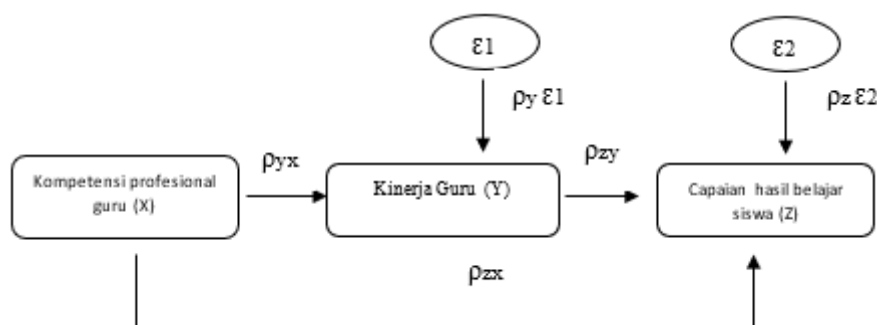 ε1
ε2
ρy ε1
ρz ε2
ρyx
ρzy
Kompetensi profesional
guru (X)
Kinerja Guru (Y)
Capaian hasil belajar
siswa (Z)
ρzx